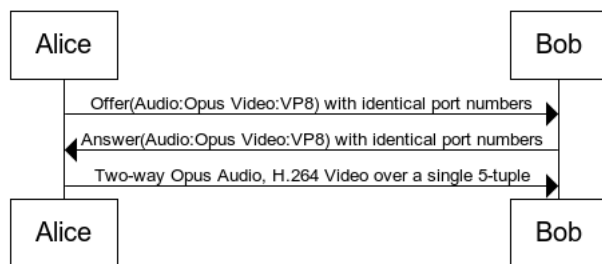 Alice
Bob
Offer(Audio:Opus Video:VP8) with identical port numbers
Answer(Audio:Opus Video:VP8) with identical port numbers
Two-way Opus Audio, H.264 Video over a single 5-tuple
Alice
Bob